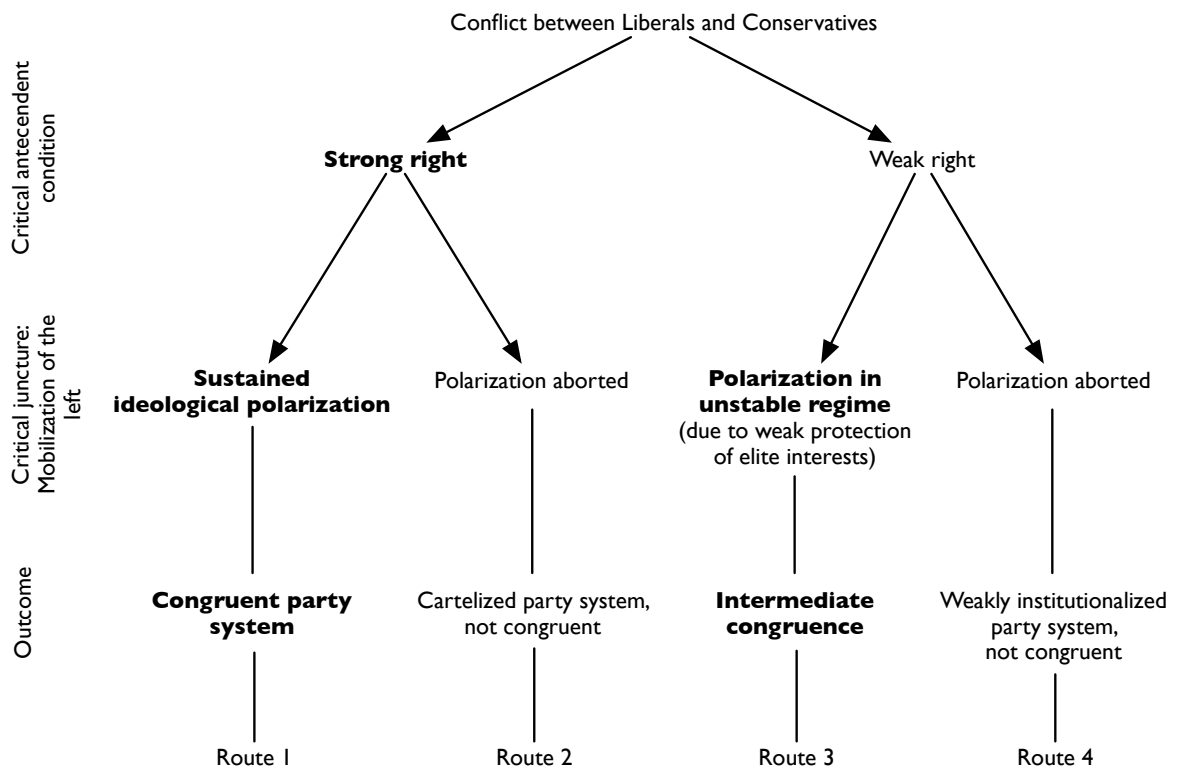 Conflict between Liberals and Conservatives
Critical antecendent
condition
Strong right
Weak right
Critical juncture:
Mobilization of the
left
Sustained
ideological polarization
Polarization aborted
Polarization in
unstable regime
(due to weak protection
of elite interests)
Polarization aborted
Outcome
Congruent party
system
Cartelized party system,
not congruent
Intermediate
congruence
Weakly institutionalized
party system,
not congruent
Route 1
Route 2
Route 3
Route 4